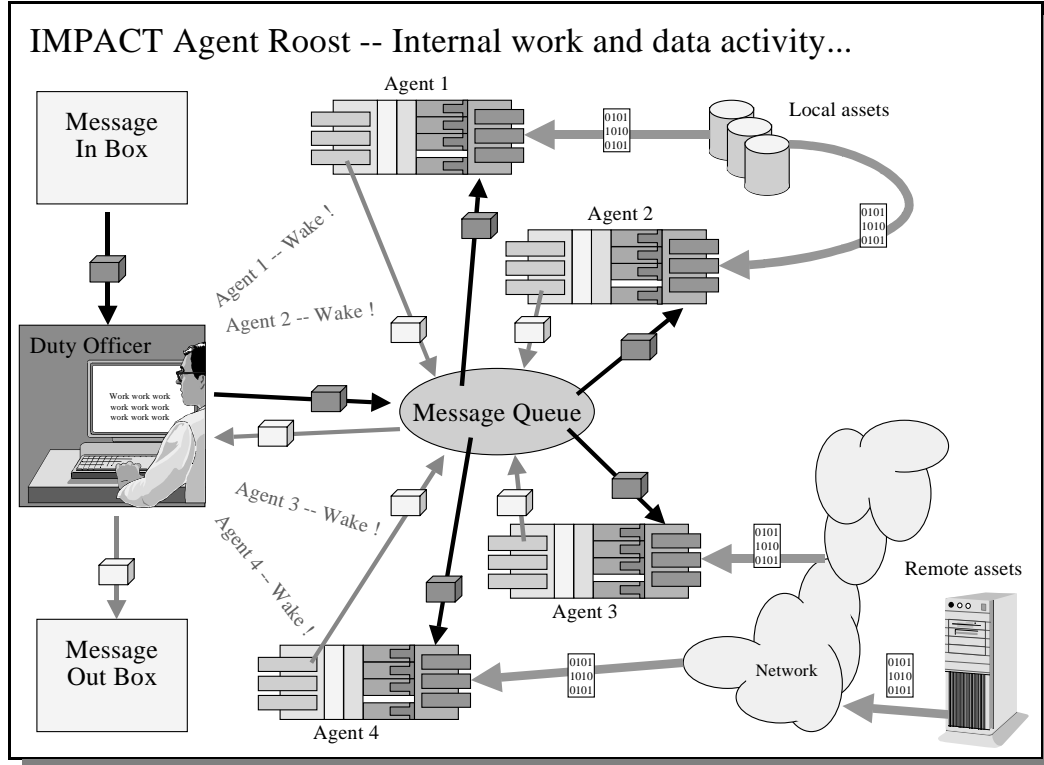 IMPACT Agent Roost -- Internal work and data activity...
Agent 1
Message
In Box
0101
1010
0101
Local assets
Agent 2
0101
1010
0101
Agent 1 -- Wake !
Agent 2 -- Wake !
Duty Officer
Work work work
work work work
work work work
Message Queue
Agent 3 -- Wake !
Agent 4 -- Wake !
0101
1010
0101
Agent 3
Remote assets
Message
Out Box
0101
1010
0101
Network
0101
1010
0101
Agent 4